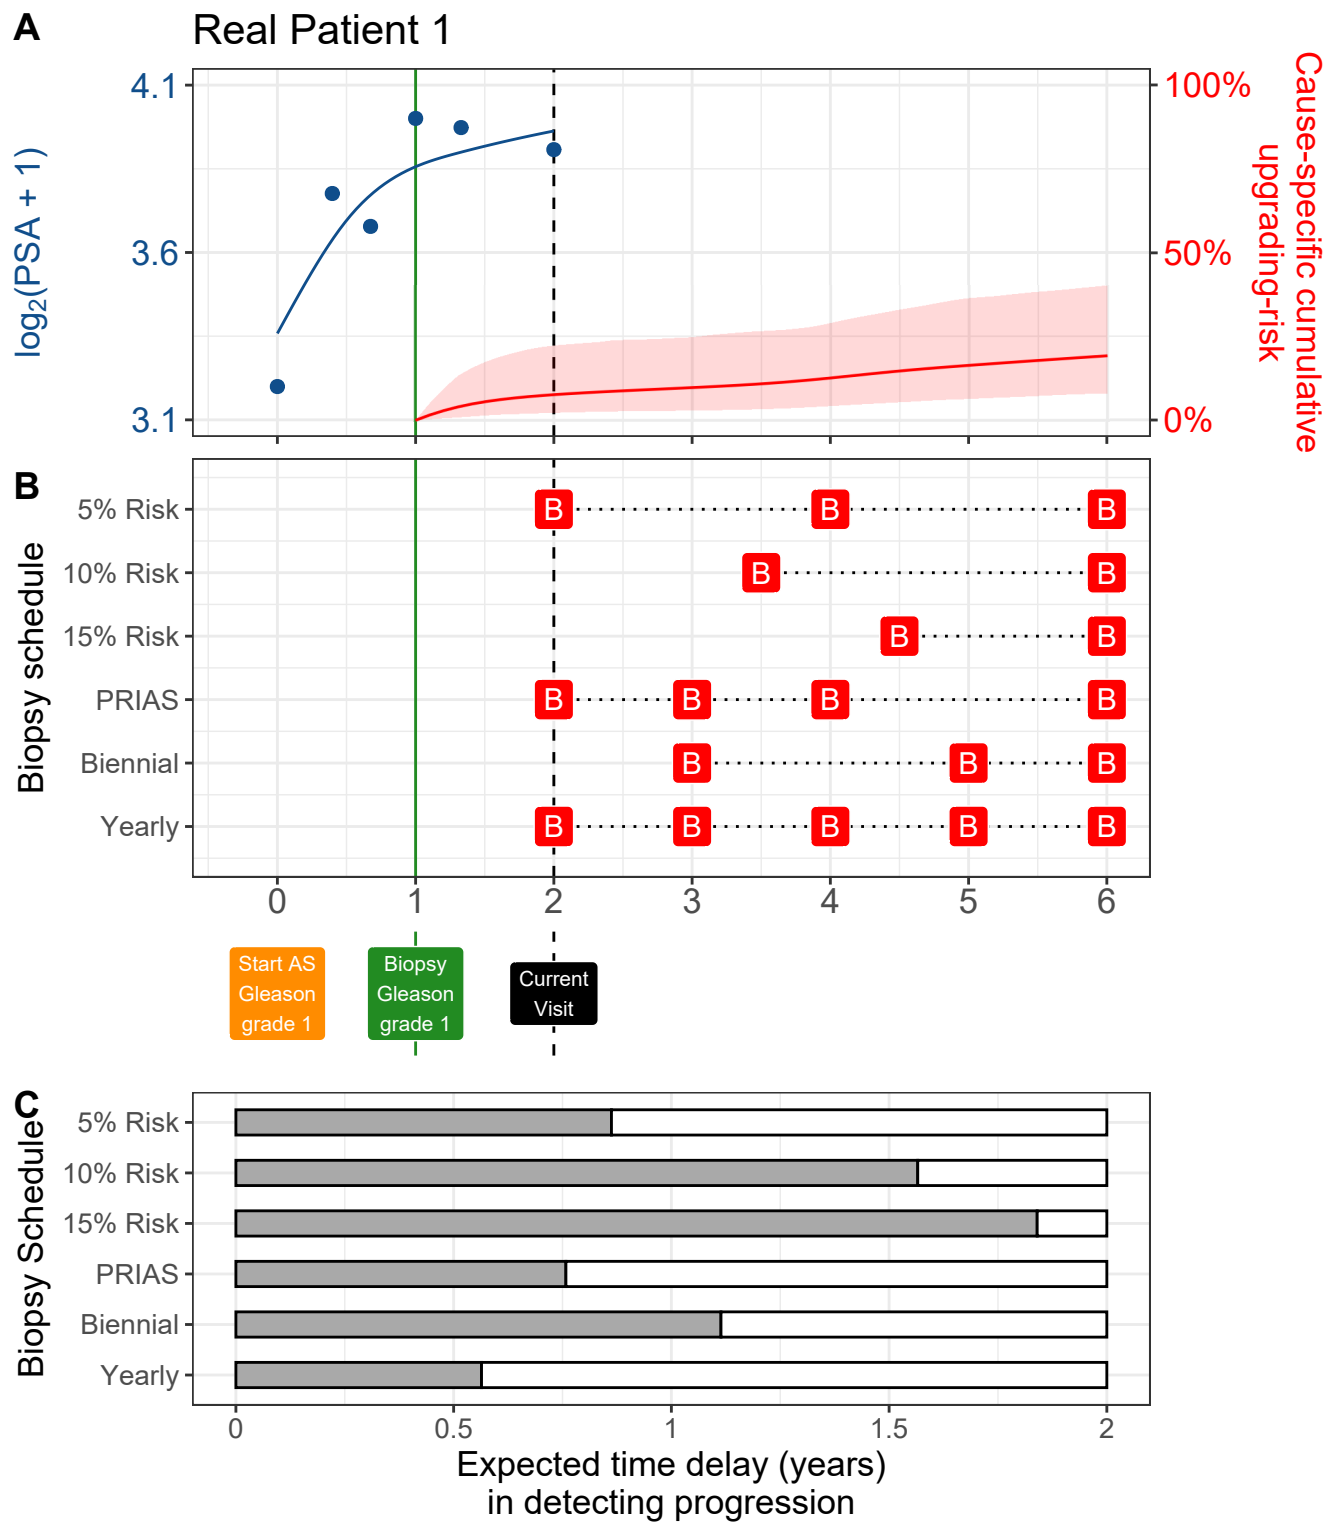 A
Real Patient 1
4.1
3.6
3.1
log₂(PSA + 1)
100%
50%
0%
Cause-specific cumulative
upgrading-risk
B
Biopsy schedule
5% Risk
B B B
10% Risk
B B
15% Risk
B B
PRIAS
B B B B
Biennial
B B B
Yearly
B B B B B
0 1 2 3 4 5 6
Start AS
Gleason
grade 1
Biopsy
Gleason
grade 1
Current
Visit
C
Biopsy Schedule
5% Risk
10% Risk
15% Risk
PRIAS
Biennial
Yearly
0 0.5 1 1.5 2
Expected time delay (years)
in detecting progression